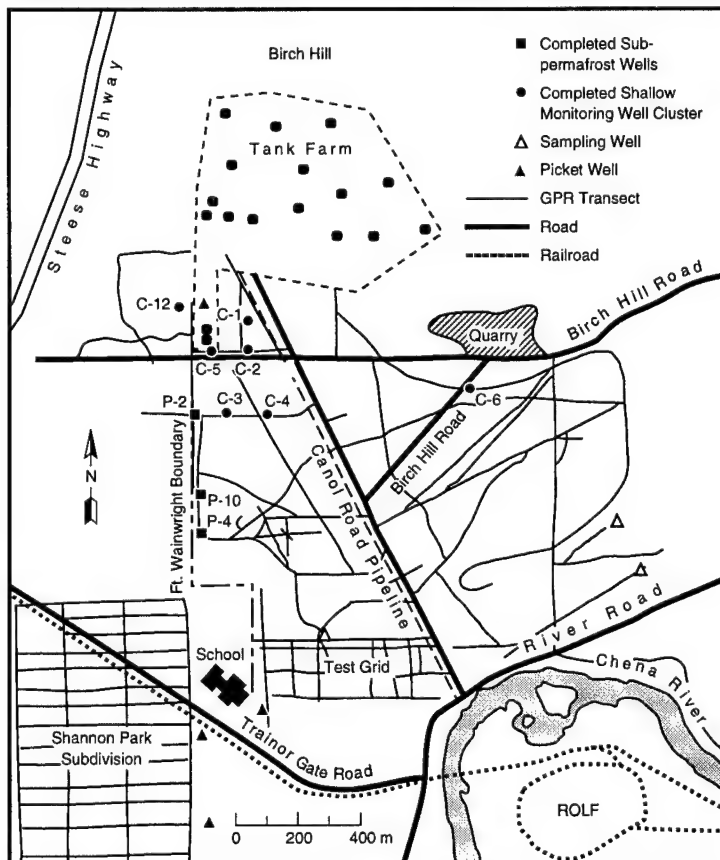 Birch Hill
Steese Highway
Tank Farm
Completed Sub-
permafrost Wells
Completed Shallow
Monitoring Well Cluster
Sampling Well
Picket Well
GPR Transect
Road
Railroad
C-12
C-1
Quarry
Birch Hill Road
C-5
C-2
P-2
C-3
C-4
C-6
Birch Hill Road
Canol Road Pipeline
N
Ft. Wainwright Boundary
P-10
P-4
River Road
School
Test Grid
Chena River
Shannon Park
Subdivision
Trainor Gate Road
ROLF
0 200 400 m